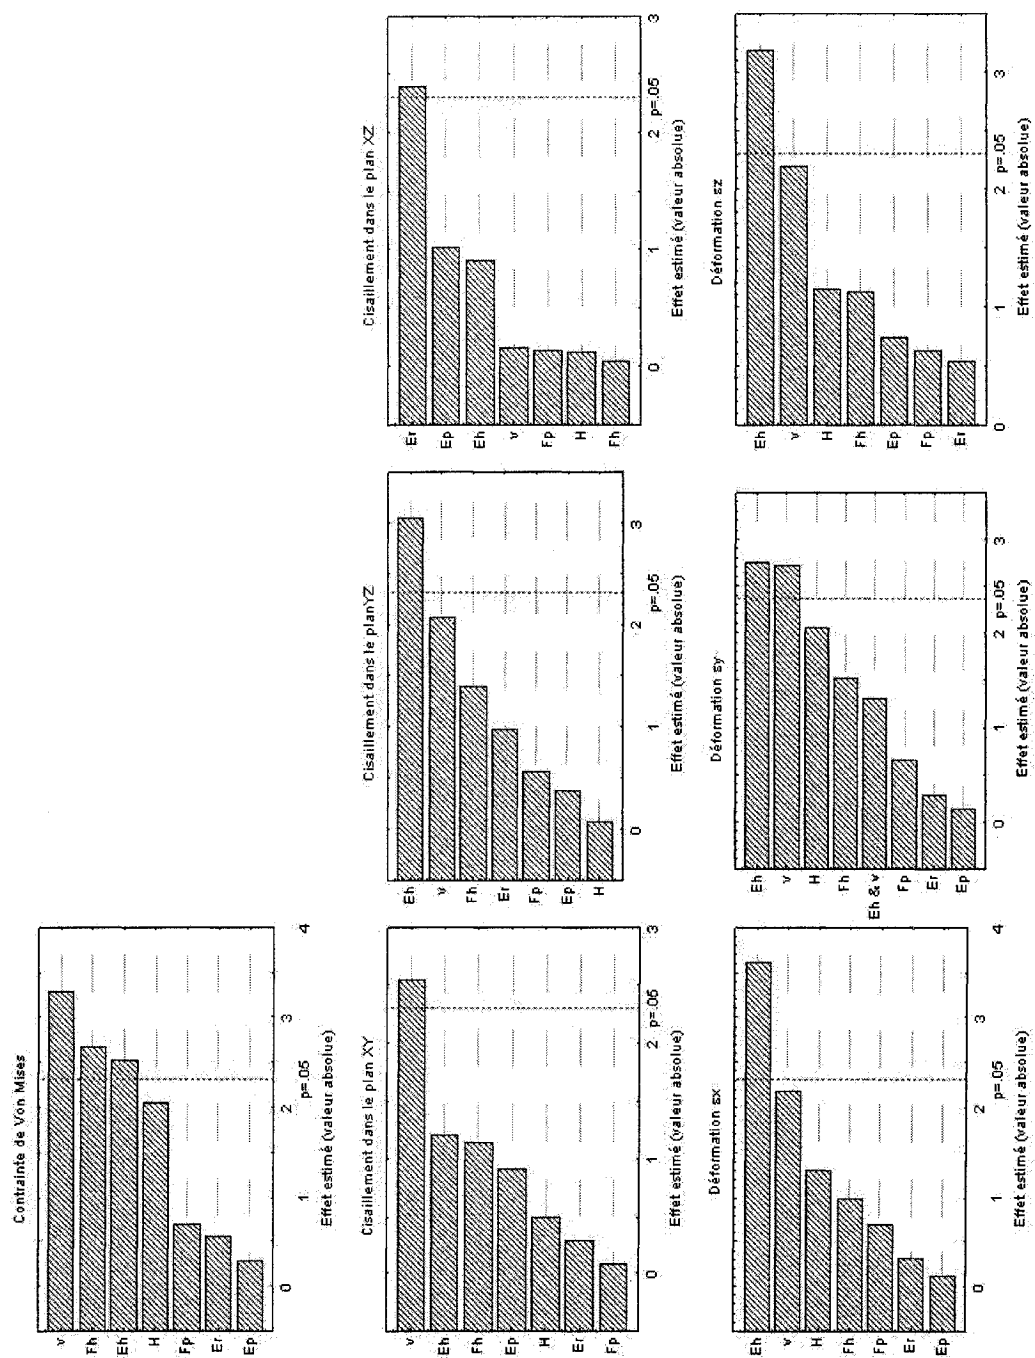 Contrainte de Von Mises
ν
Fh
Eh
H
Fp
Er
Ep
0
1
2
p=.05
3
4
Effet estimé (valeur absolue)
Cisaillement dans le plan XY
ν
Eh
Fh
Ep
H
Er
Fp
0
1
2
p=.05
3
Effet estimé (valeur absolue)
Cisaillement dans le planYZ
Eh
ν
Fh
Er
Fp
Ep
H
0
1
2
p=.05
3
Effet estimé (valeur absolue)
Cisaillement dans le plan XZ
Er
Ep
Eh
ν
Fp
H
Fh
0
1
2
p=.05
3
Effet estimé (valeur absolue)
Déformation εx
Eh
ν
H
Fh
Fp
Er
Ep
0
1
2
p=.05
3
4
Effet estimé (valeur absolue)
Déformation εy
Eh
ν
H
Fh
Eh & ν
Fp
Er
Ep
0
1
2
p=.05
3
Effet estimé (valeur absolue)
Déformation εz
Eh
ν
H
Fh
Ep
Fp
Er
0
1
2
p=.05
3
Effet estimé (valeur absolue)